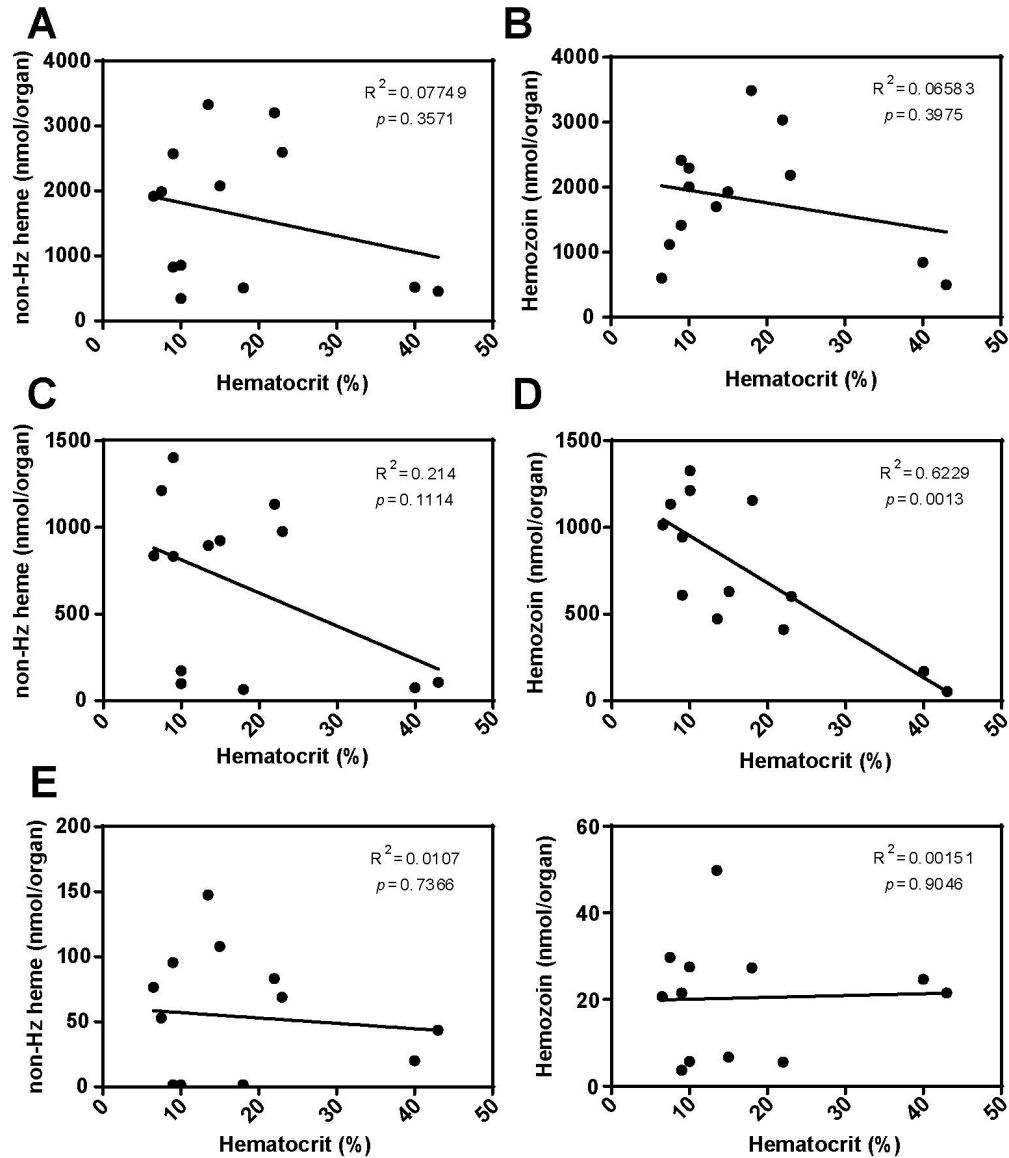 A
non-Hz heme (nmol/organ)
4000
3000
2000
1000
0
R²=0.07749
p=0.3571
0
10
20
30
40
50
Hematocrit (%)
B
Hemozoin (nmol/organ)
4000
3000
2000
1000
0
R²=0.06583
p=0.3975
0
10
20
30
40
50
Hematocrit (%)
C
non-Hz heme (nmol/organ)
1500
1000
500
0
R²=0.214
p=0.1114
0
10
20
30
40
50
Hematocrit (%)
D
Hemozoin (nmol/organ)
1500
1000
500
0
R²=0.6229
p=0.0013
0
10
20
30
40
50
Hematocrit (%)
E
non-Hz heme (nmol/organ)
200
150
100
50
0
R²=0.0107
p=0.7366
0
10
20
30
40
50
Hematocrit (%)
Hemozoin (nmol/organ)
60
40
20
0
R²=0.00151
p=0.9046
0
10
20
30
40
50
Hematocrit (%)